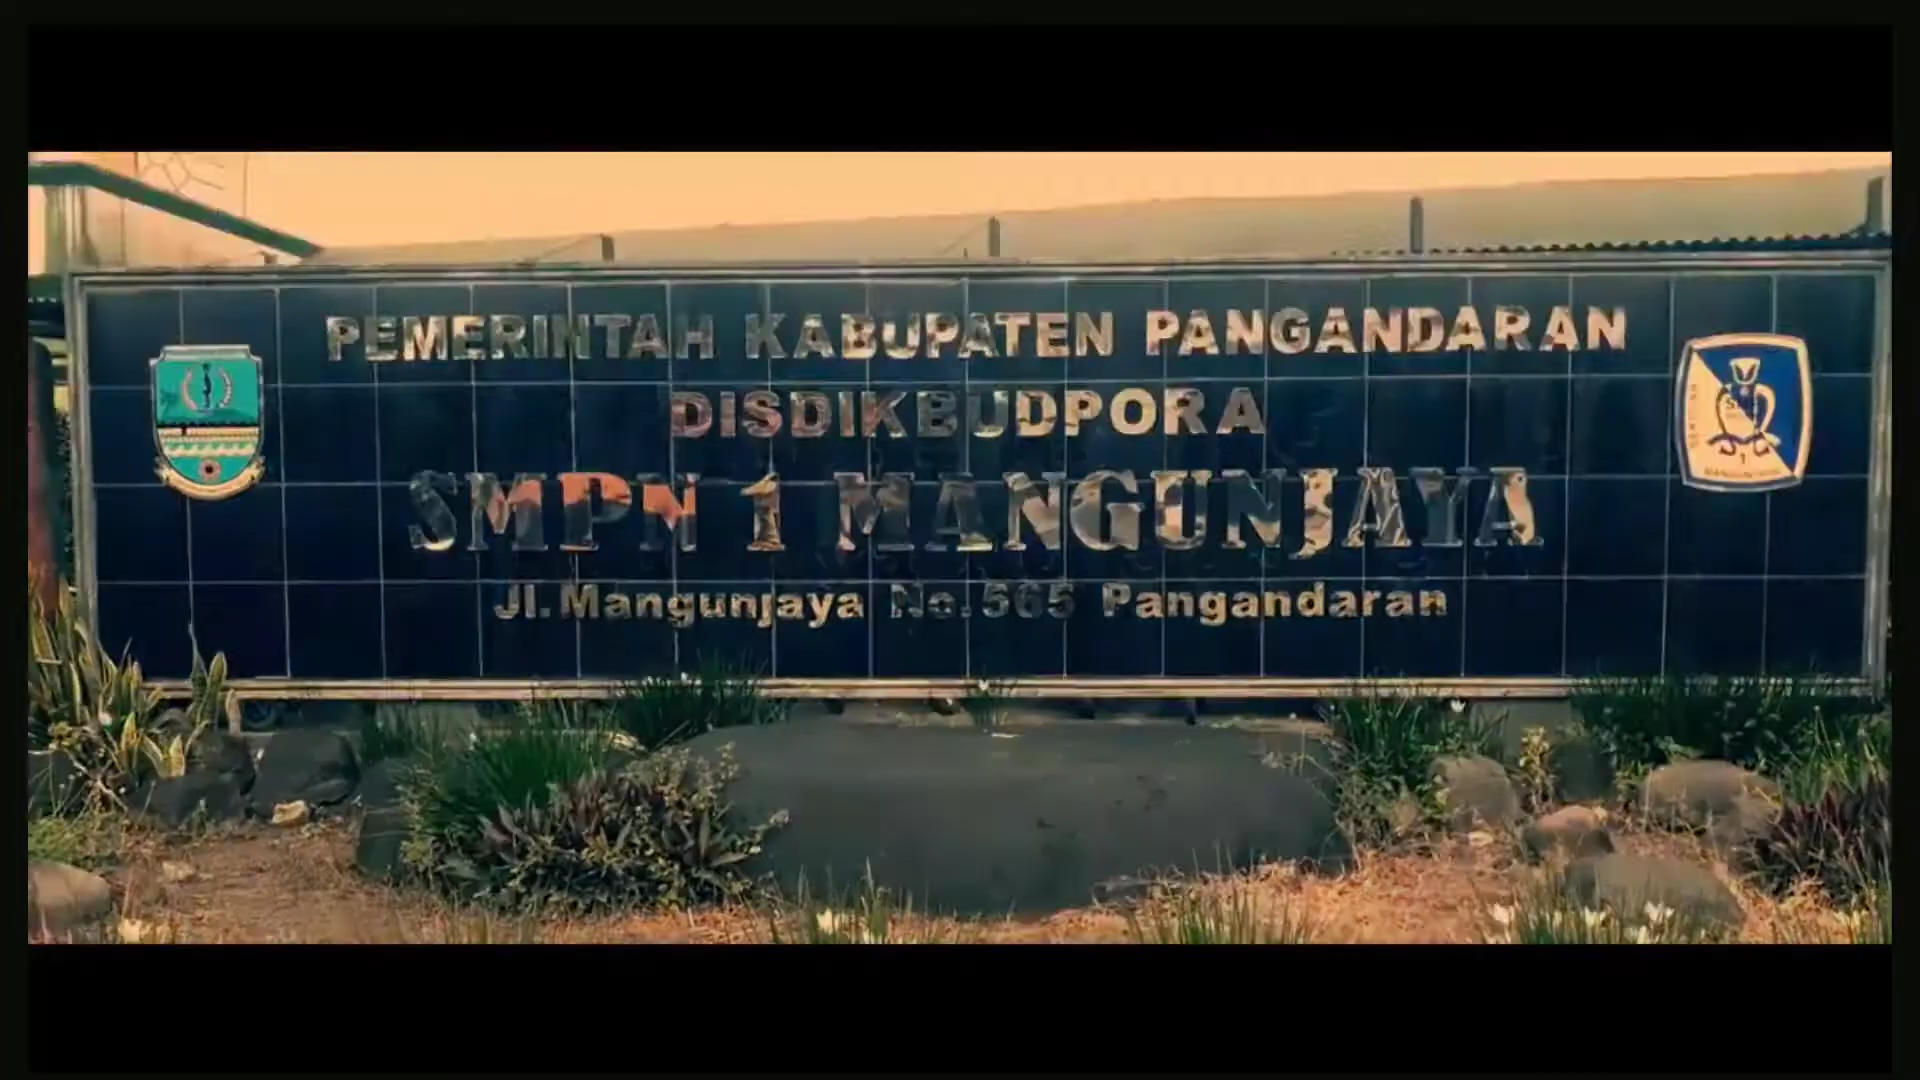 PEMERINTAH KABUPATEN PANGANDARAN
DISDIKBUDPORA
SMPN 1 MANGUNJAYA
Jl.Mangunjaya No.565 Pangandaran